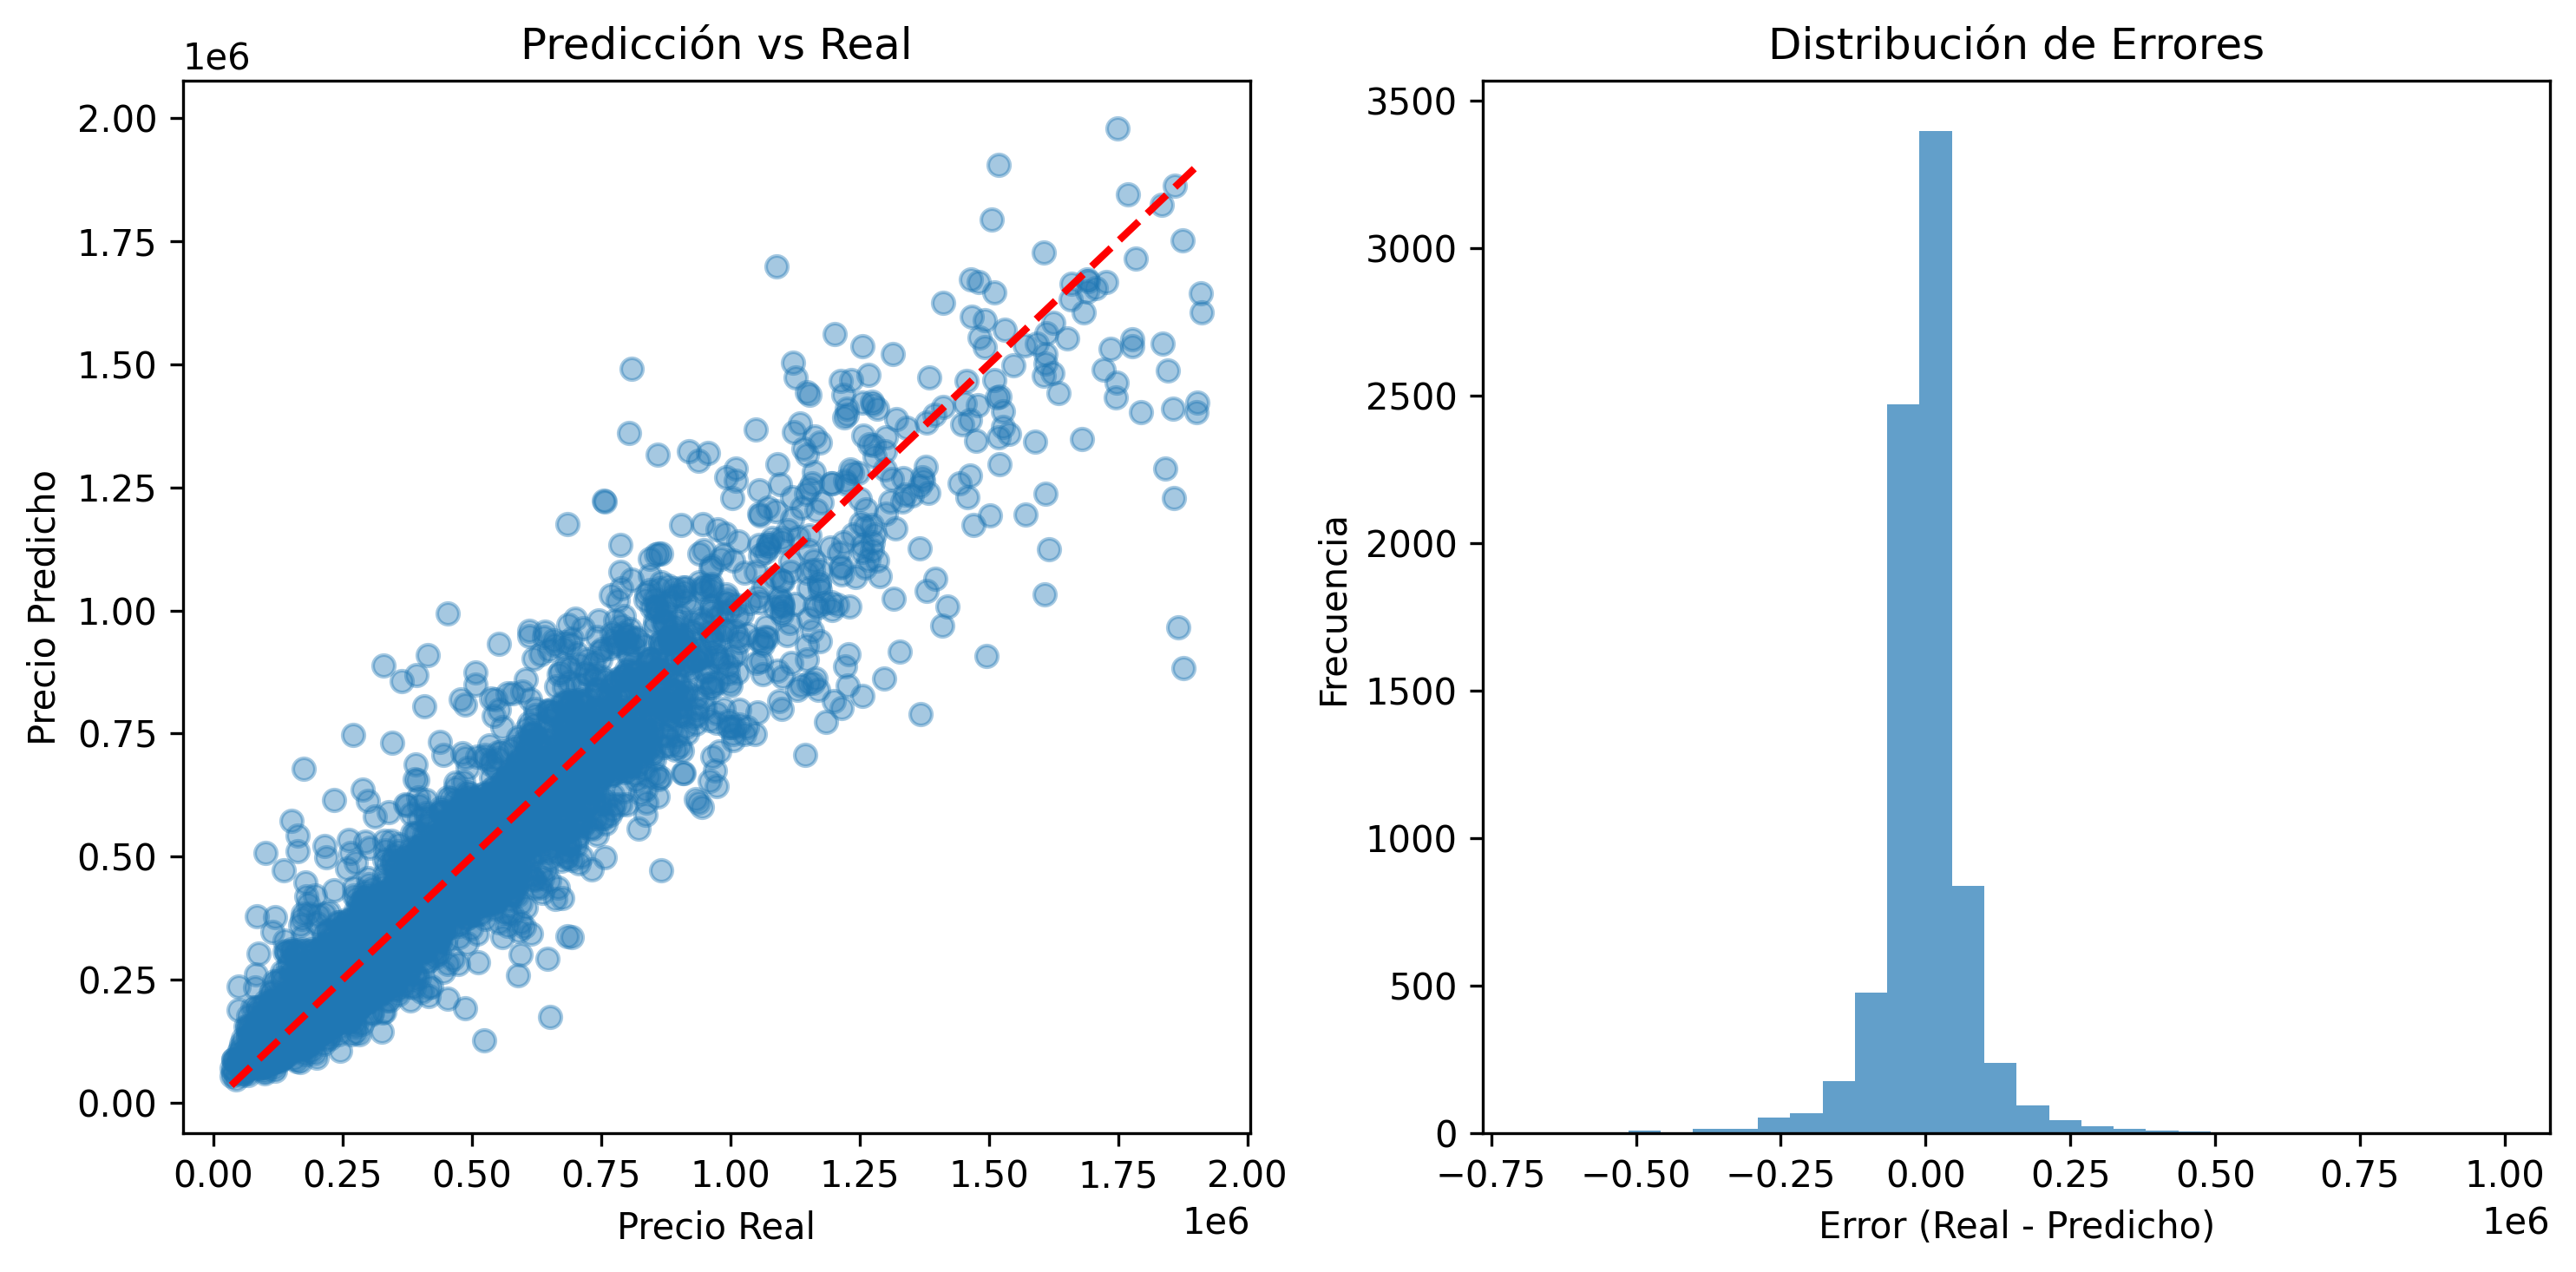 Predicción vs Real
1e6
2.00
1.75
1.50
1.25
1.00
0.75
0.50
0.25
0.00
Precio Predicho
0.00 0.25 0.50 0.75 1.00 1.25 1.50 1.75 2.00
1e6
Precio Real
Distribución de Errores
3500
3000
2500
2000
1500
1000
500
0
Frecuencia
−0.75 −0.50 −0.25 0.00 0.25 0.50 0.75 1.00
1e6
Error (Real - Predicho)